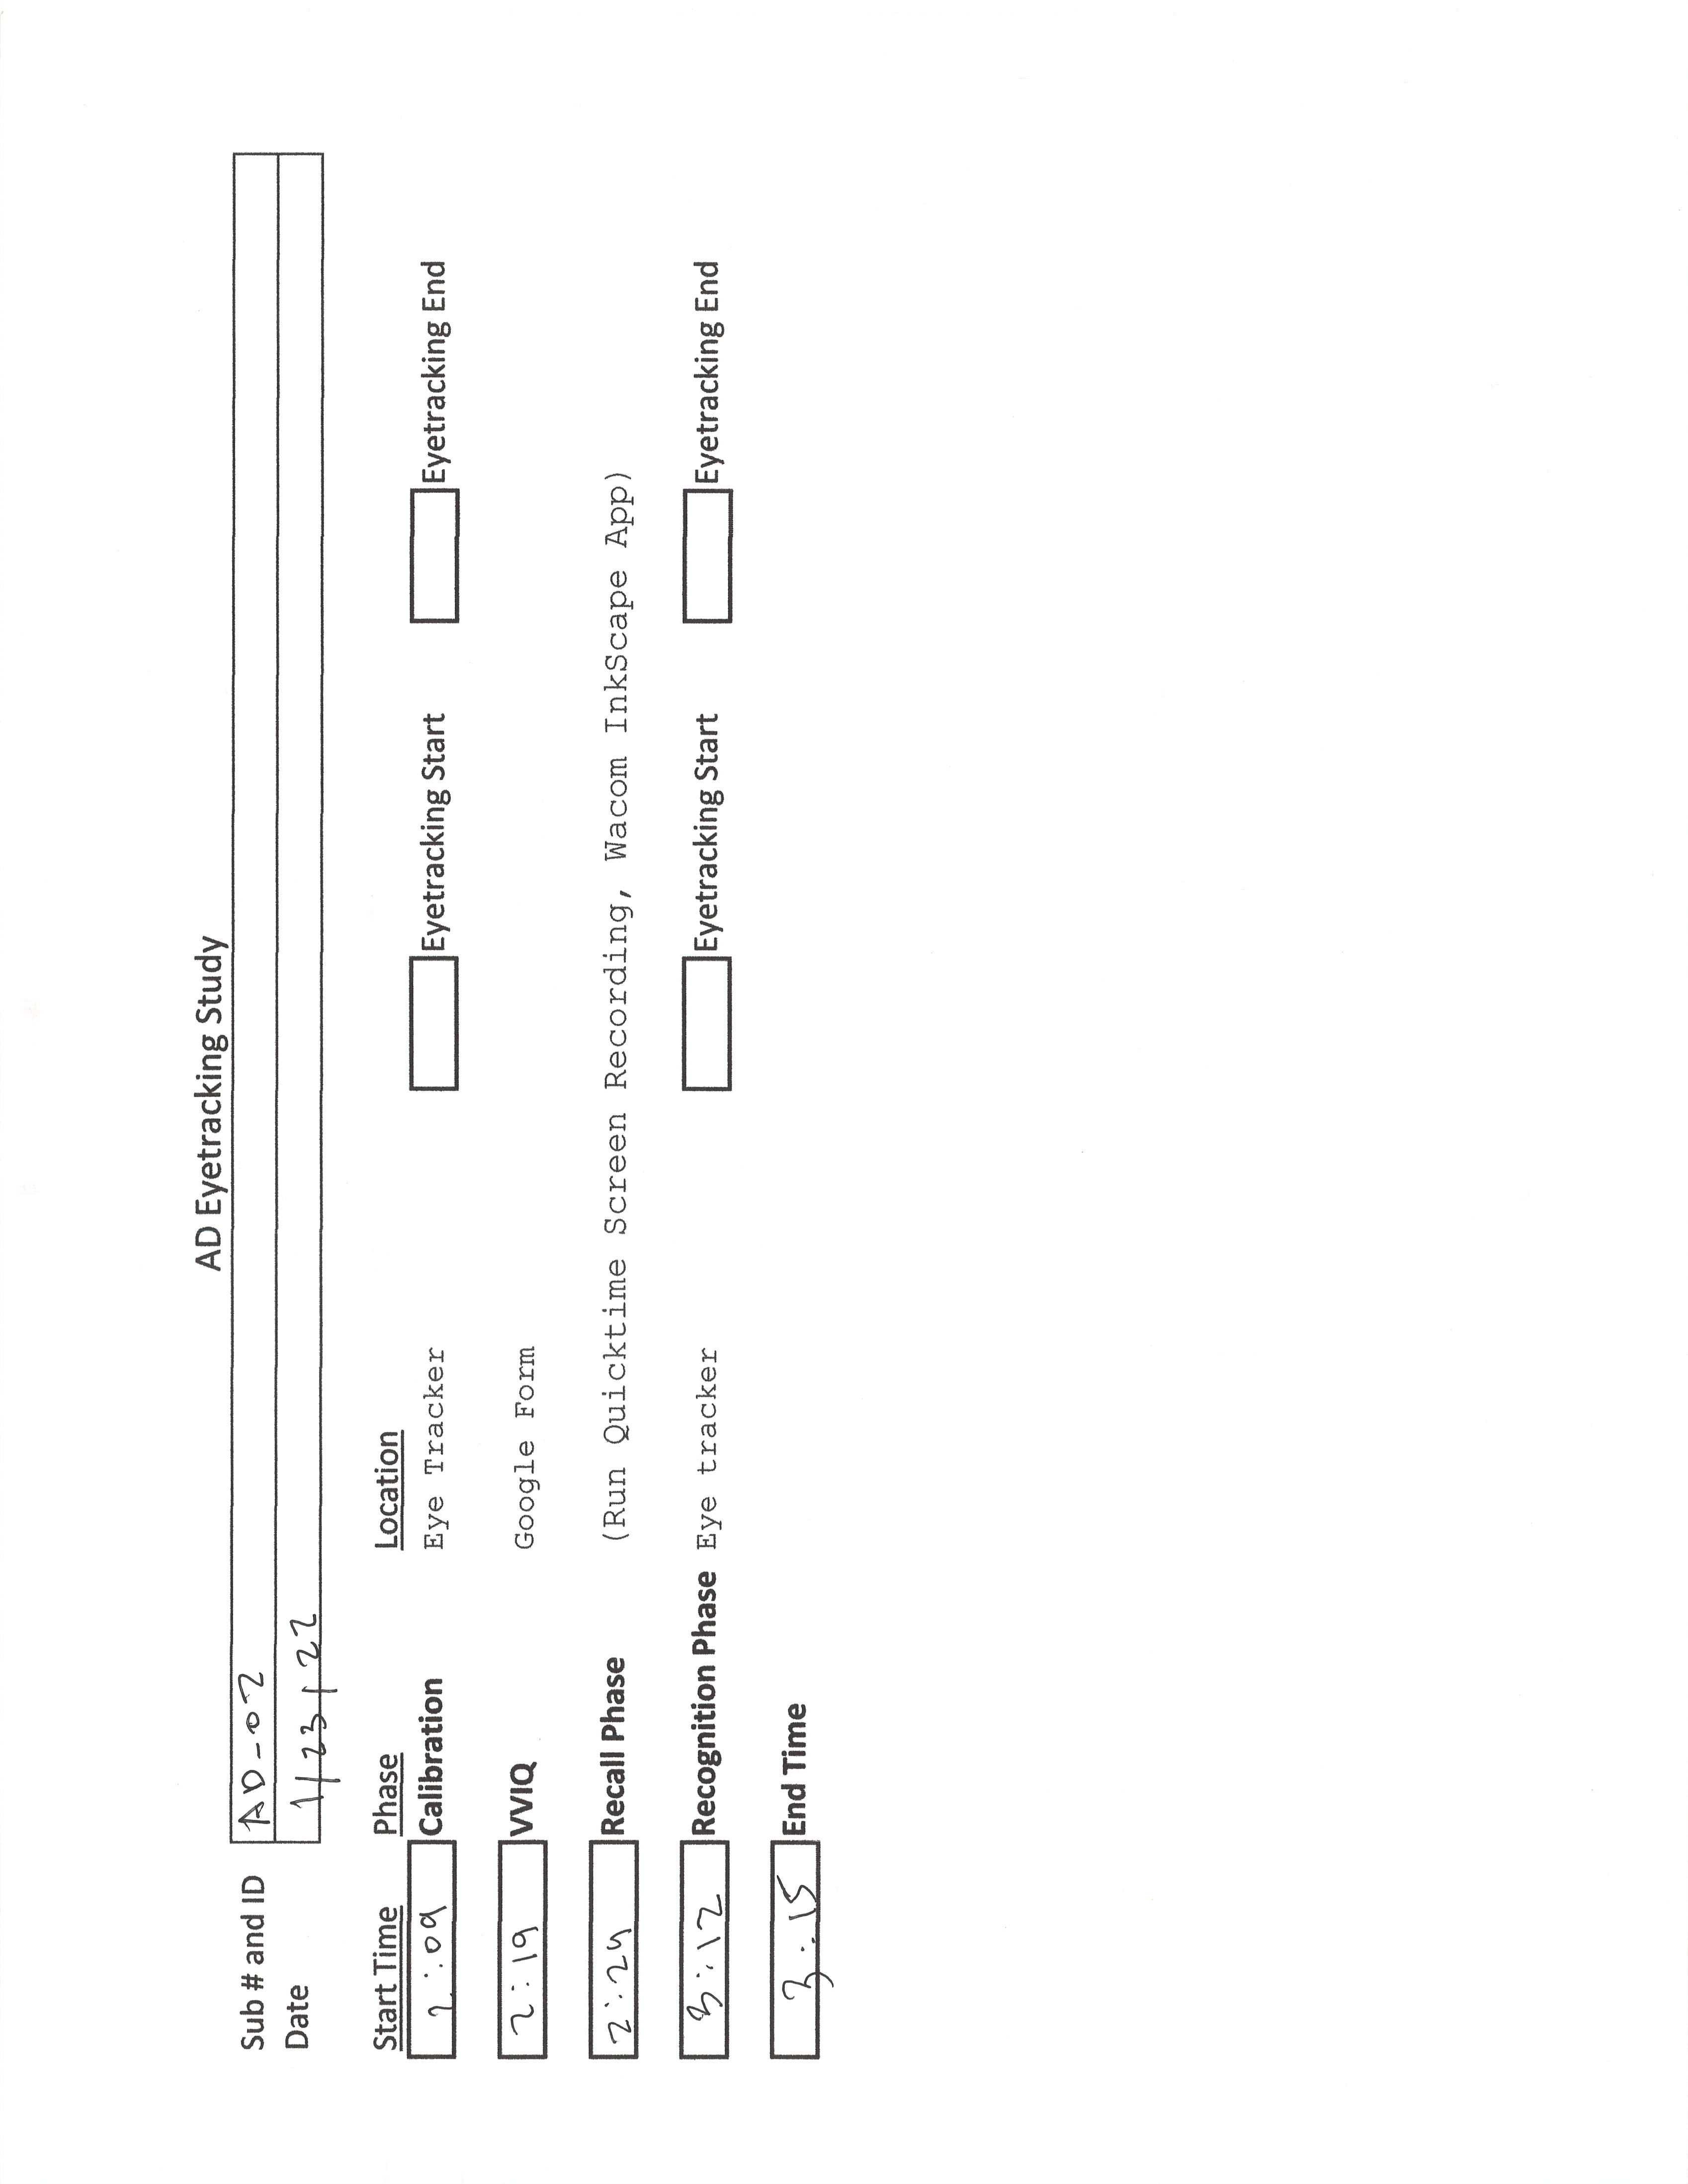 AD Eyetracking Study
Sub # and ID AD-02
Date 1/23/22
Start Time Phase Location
2:09 Calibration Eye Tracker Eyetracking Start Eyetracking End
2:19 VVIQ Google Form
2:29 Recall Phase (Run Quicktime Screen Recording, Wacom InkScape App)
3:12 Recognition Phase Eye tracker Eyetracking Start Eyetracking End
3:15 End Time